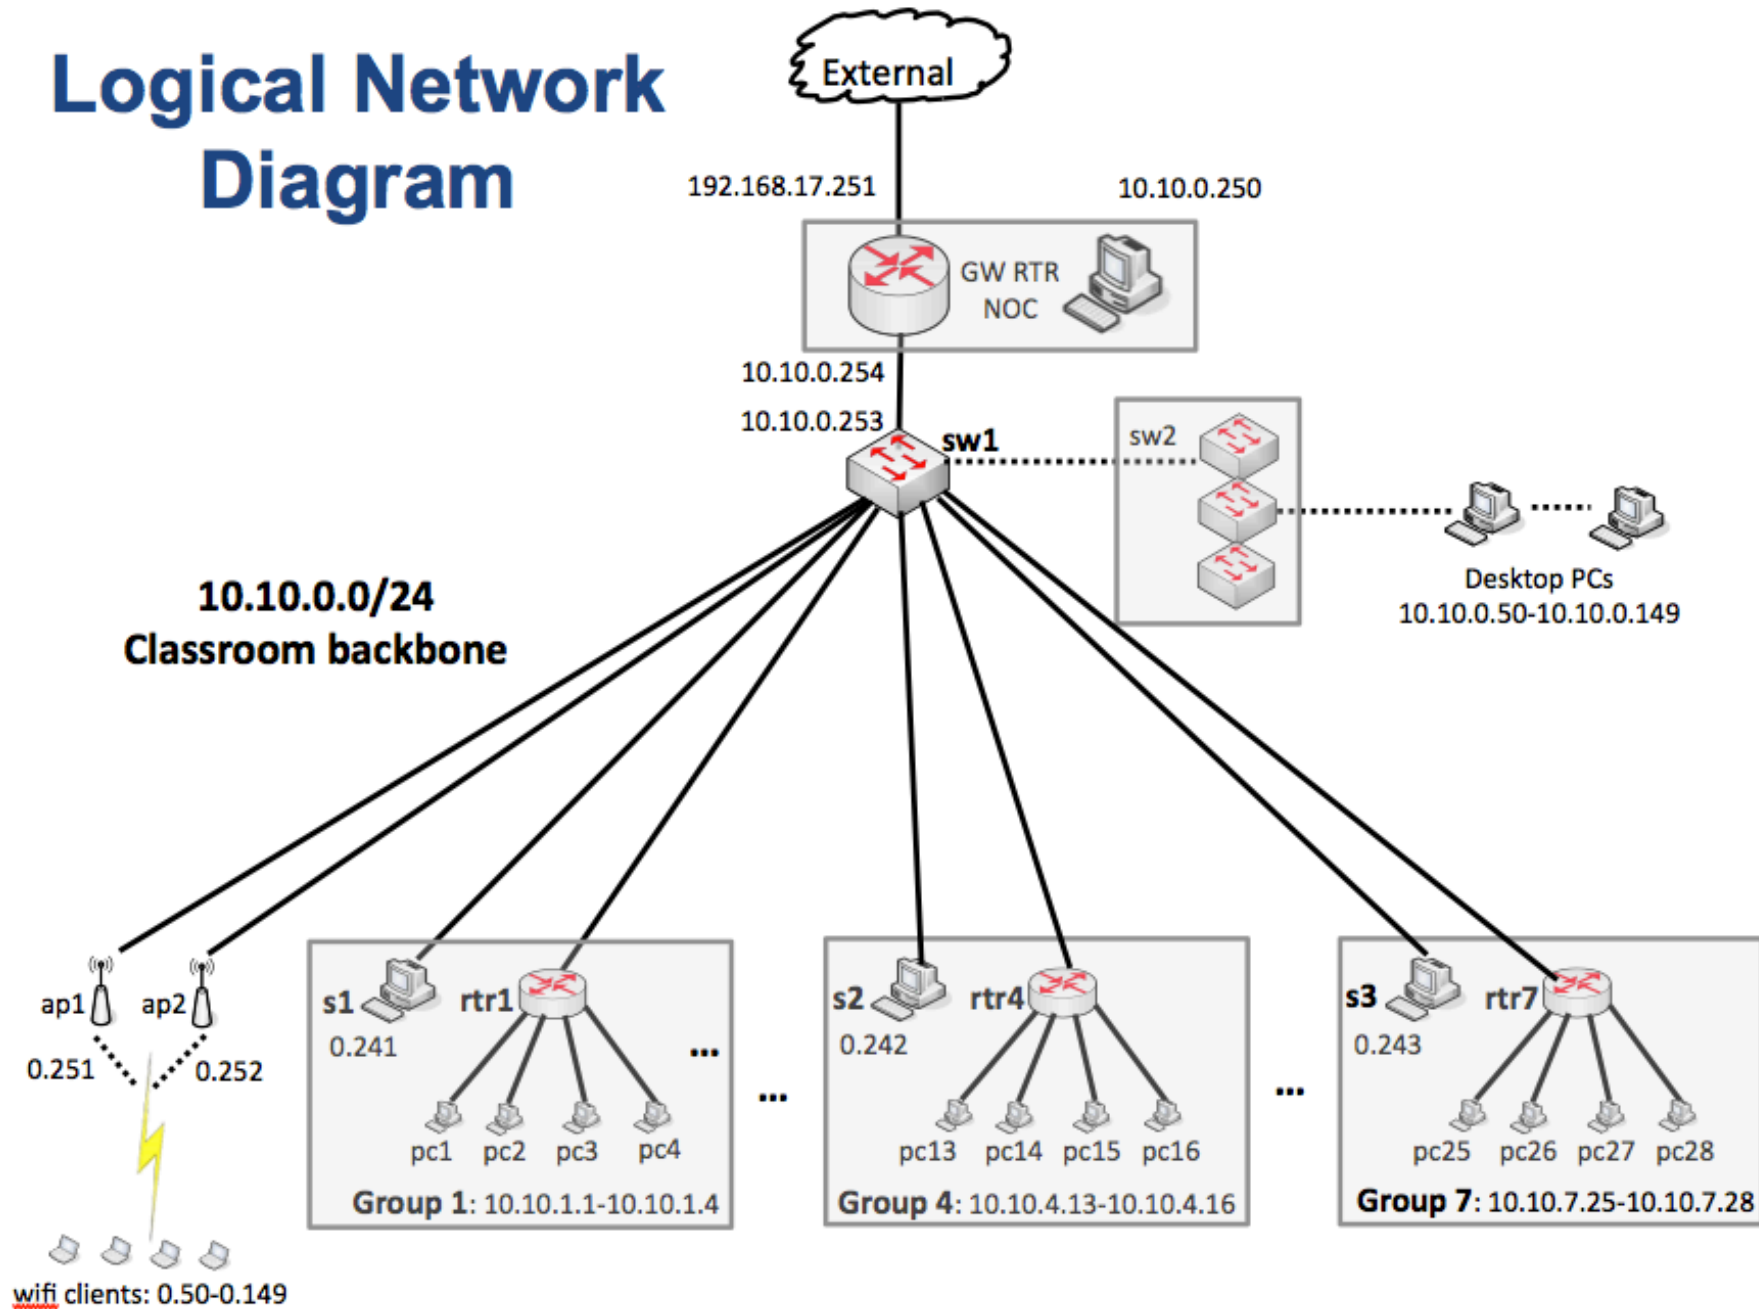 Logical Network
Diagram
External
192.168.17.251
10.10.0.250
GW RTR
NOC
10.10.0.254
10.10.0.253
sw1
sw2
Desktop PCs
10.10.0.50-10.10.0.149
10.10.0.0/24
Classroom backbone
ap1
ap2
0.251
0.252
wifi clients: 0.50-0.149
s1
0.241
rtr1
...
pc1 pc2 pc3 pc4
Group 1: 10.10.1.1-10.10.1.4
...
s2
0.242
rtr4
pc13 pc14 pc15 pc16
Group 4: 10.10.4.13-10.10.4.16
...
s3
0.243
rtr7
pc25 pc26 pc27 pc28
Group 7: 10.10.7.25-10.10.7.28